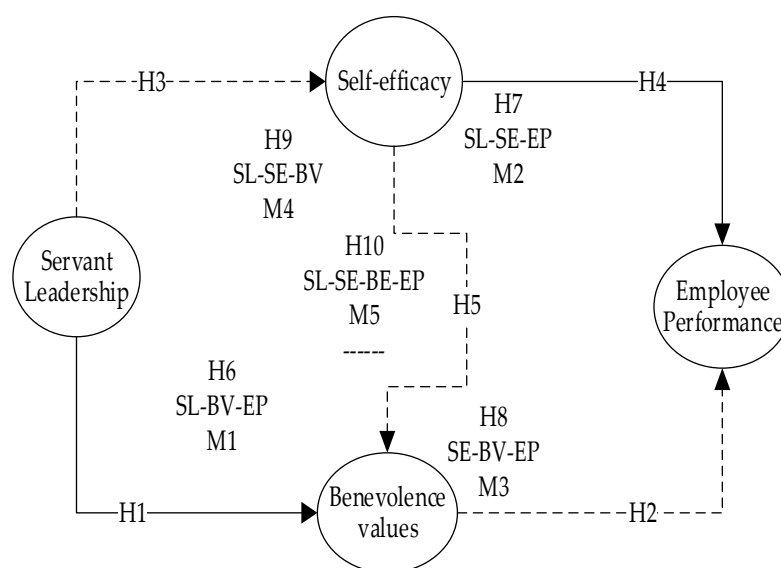 Self-efficacy
H3
H4
H7
SL-SE-EP
M2
H9
SL-SE-BV
M4
Servant
Leadership
H10
SL-SE-BE-EP
M5
------
H5
Employee
Performance
H6
SL-BV-EP
M1
H8
SE-BV-EP
M3
Benevolence
values
H1
H2